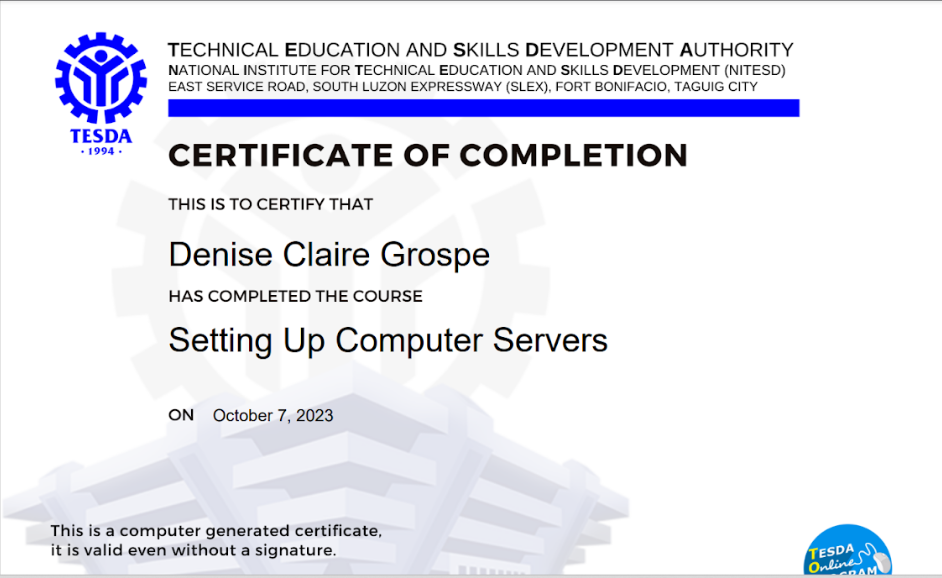 TECHNICAL EDUCATION AND SKILLS DEVELOPMENT AUTHORITY
NATIONAL INSTITUTE FOR TECHNICAL EDUCATION AND SKILLS DEVELOPMENT (NITESD)
EAST SERVICE ROAD, SOUTH LUZON EXPRESSWAY (SLEX), FORT BONIFACIO, TAGUIG CITY
TESDA
· 1994 ·
CERTIFICATE OF COMPLETION
THIS IS TO CERTIFY THAT
Denise Claire Grospe
HAS COMPLETED THE COURSE
Setting Up Computer Servers
ON October 7, 2023
This is a computer generated certificate,
it is valid even without a signature.
TESDA
Online